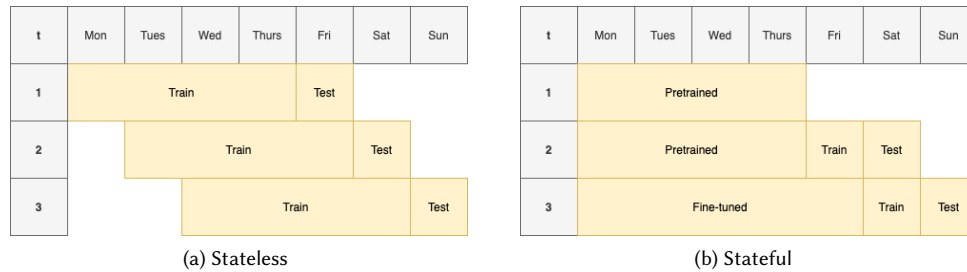 t Mon Tues Wed Thurs Fri Sat Sun
1 Train Test
2 Train Test
3 Train Test
(a) Stateless
t Mon Tues Wed Thurs Fri Sat Sun
1 Pretrained
2 Pretrained Train Test
3 Fine-tuned Train Test
(b) Stateful